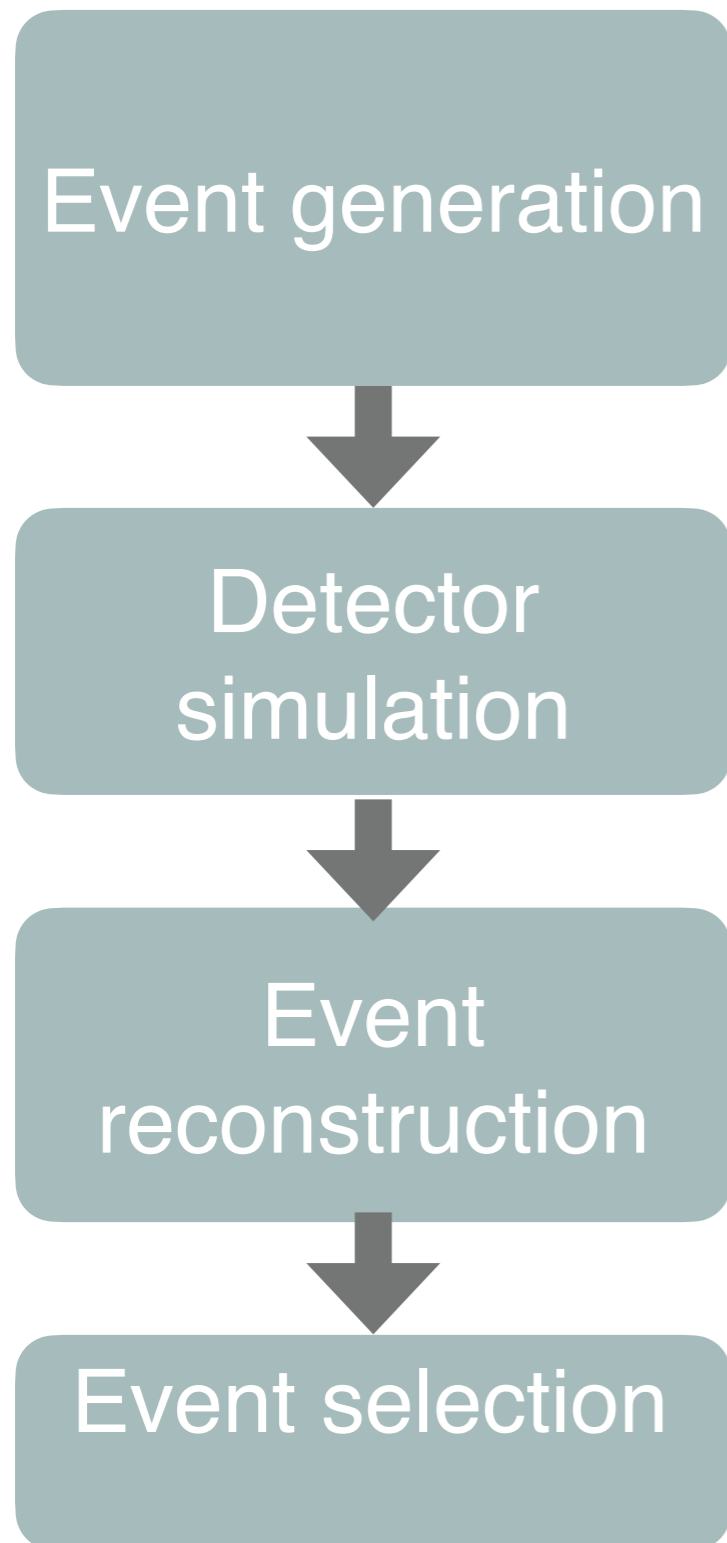 Event generation
Detector
simulation
Event
reconstruction
Event selection